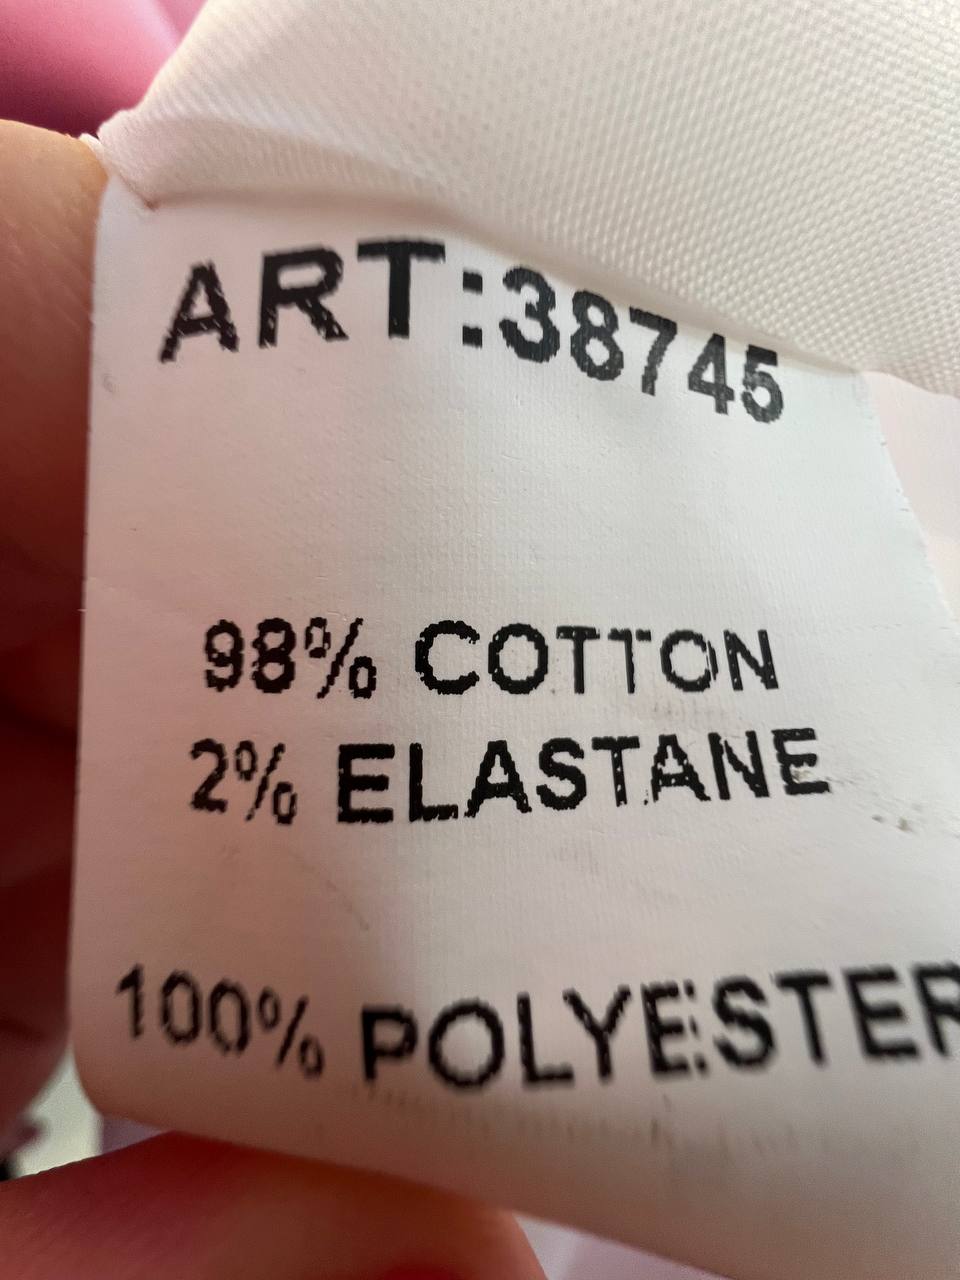 ART:38745
98% COTTON
2% ELASTANE
100% POLYESTER